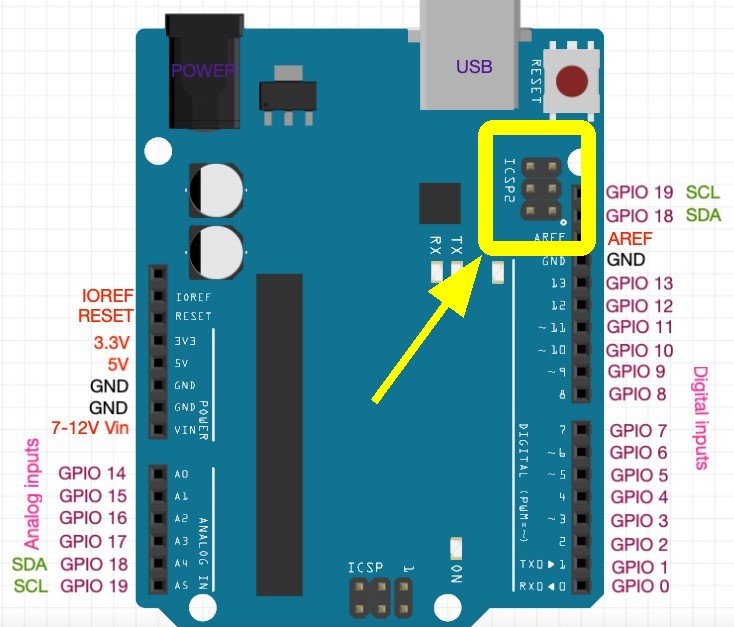 POWER
USB
RESET
ICSP2
GPIO 19 SCL
GPIO 18 SDA
AREF AREF
RX
TX
GND GND
13 GPIO 13
12 GPIO 12
~11 GPIO 11
~10 GPIO 10
~9 GPIO 9
8 GPIO 8
IOREF IOREF
RESET RESET
3.3V 3V3
5V 5V
GND GND
GND GND
7-12V Vin VIN
POWER
7 GPIO 7
~6 GPIO 6
~5 GPIO 5
4 GPIO 4
~3 GPIO 3
2 GPIO 2
TXD▶1 GPIO 1
RXD◀0 GPIO 0
DIGITAL (PWM=~)
Digital inputs
Analog inputs
GPIO 14 A0
GPIO 15 A1
GPIO 16 A2
GPIO 17 A3
SDA GPIO 18 A4
SCL GPIO 19 A5
ANALOG IN
ON
ICSP
1